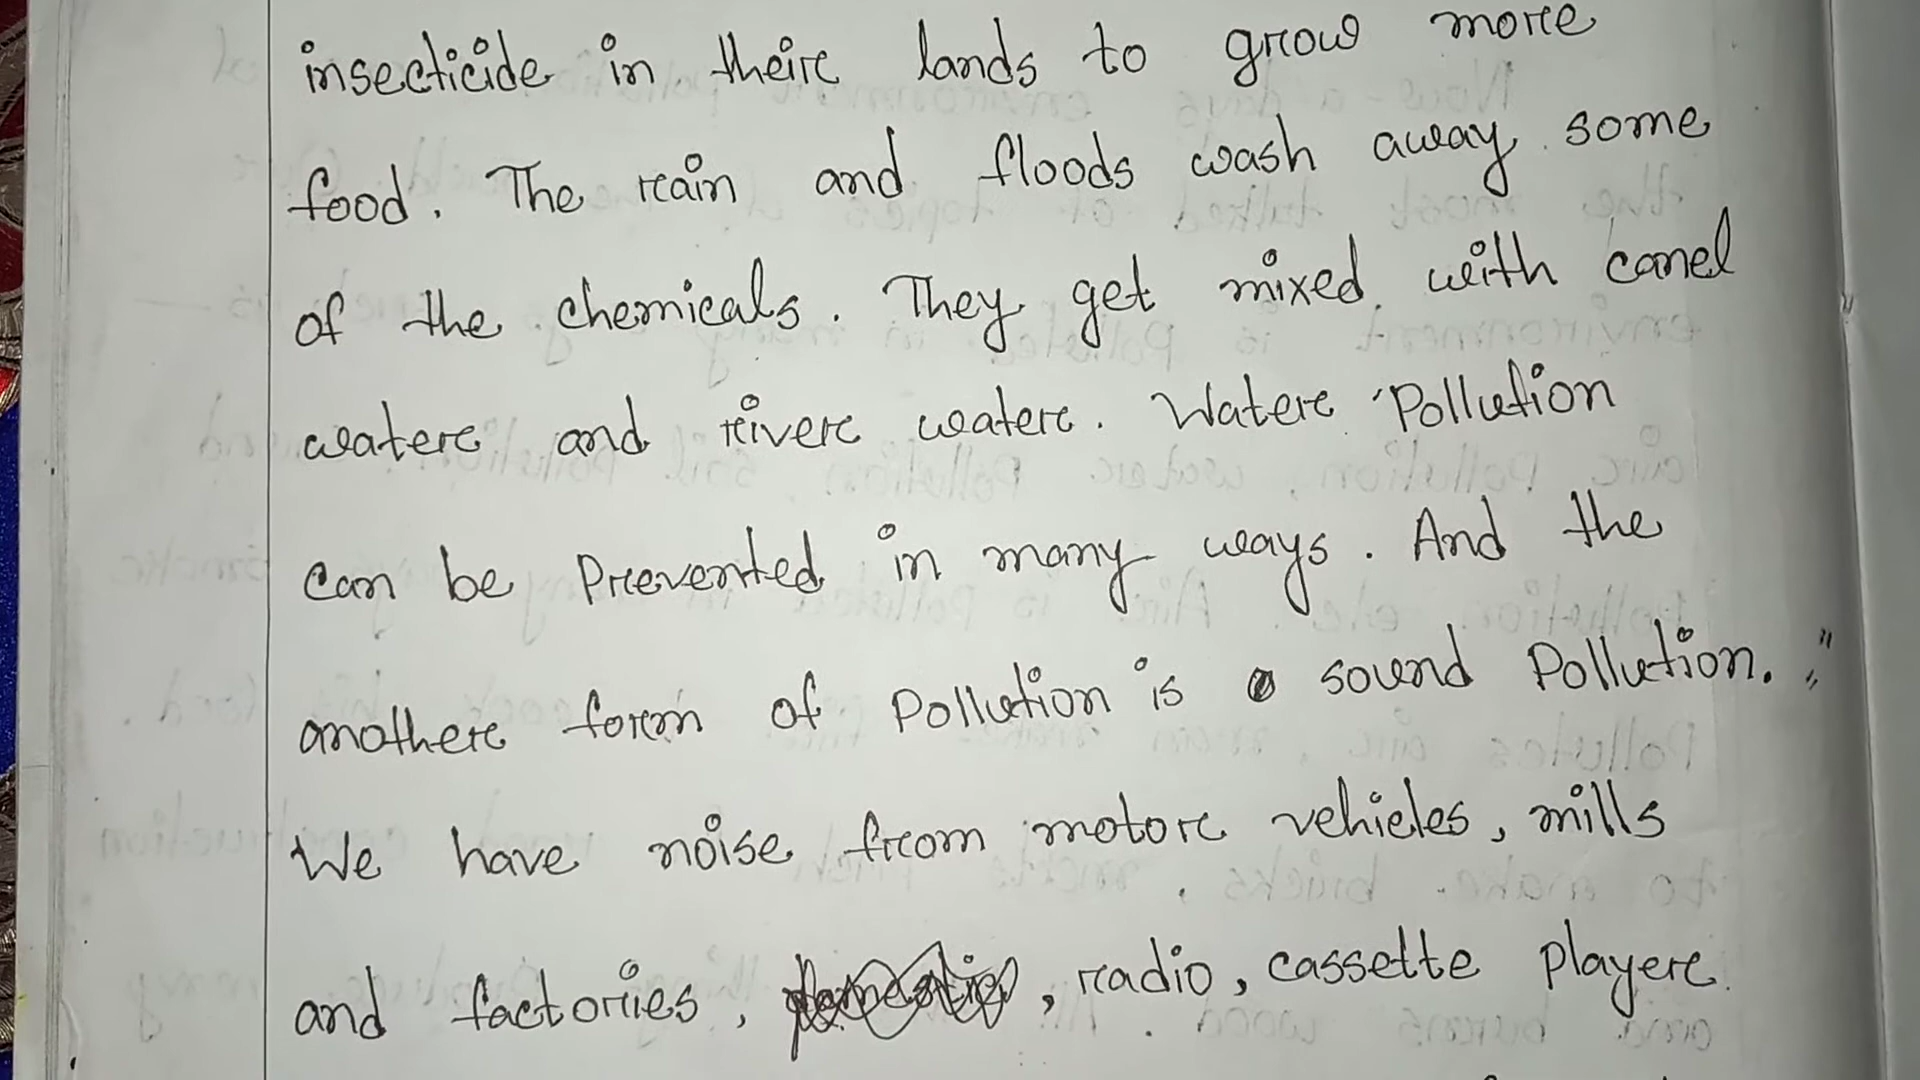 insecticide in their lands to grow more
food. The rain and floods wash away some
of the chemicals. They get mixed with canel
water and river water. Water Pollution
can be Prevented in many ways. And the
another form of Pollution is a sound Pollution.
We have noise from motor vehicles, mills
and factories, , radio, cassette player